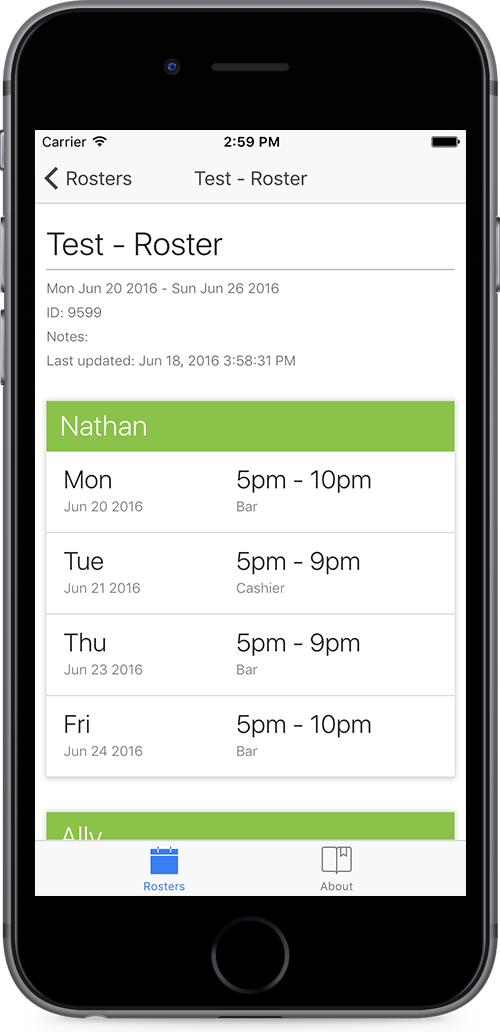 Carrier 2:59 PM
Rosters Test - Roster
Test - Roster
Mon Jun 20 2016 - Sun Jun 26 2016
ID: 9599
Notes:
Last updated: Jun 18, 2016 3:58:31 PM
Nathan
Mon 5pm - 10pm
Jun 20 2016 Bar
Tue 5pm - 9pm
Jun 21 2016 Cashier
Thu 5pm - 9pm
Jun 23 2016 Bar
Fri 5pm - 10pm
Jun 24 2016 Bar
Ally
Rosters About